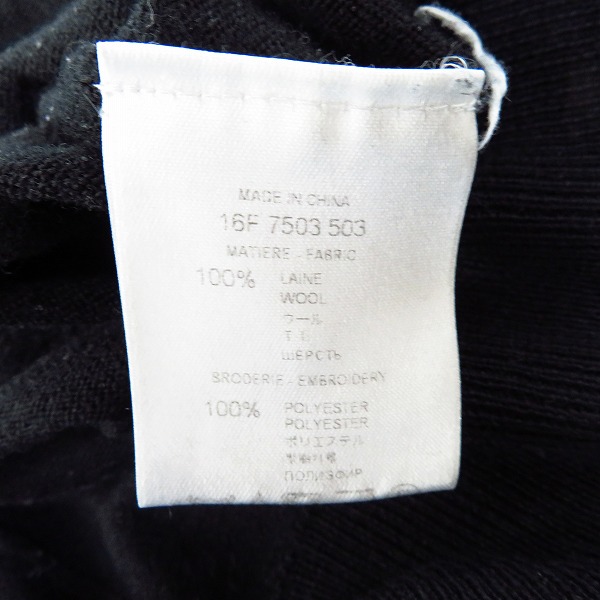 MADE IN CHINA
16F 7503 503
MATIERE - FABRIC
100% LAINE
WOOL
ウール
ШЕРСТЬ
BRODERIE - EMBROIDERY
100% POLYESTER
POLYESTER
ポリエステル
ПОЛИЭФИР